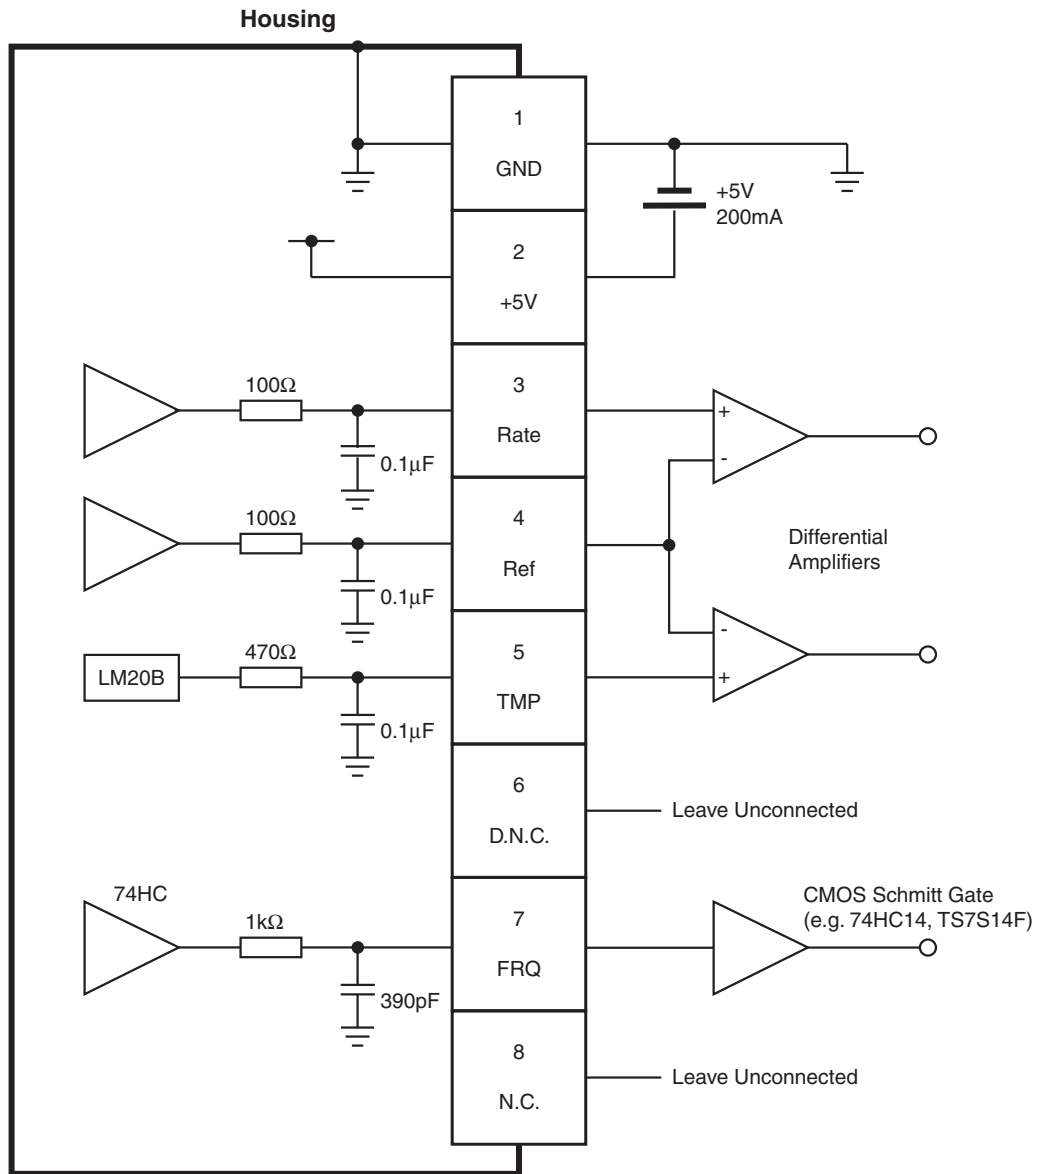 Housing
1
GND
+5V
200mA
2
+5V
100Ω
3
Rate
0.1μF
+
-
100Ω
4
Ref
0.1μF
Differential
Amplifiers
LM20B
470Ω
5
TMP
0.1μF
-
+
6
D.N.C.
Leave Unconnected
74HC
1kΩ
7
FRQ
390pF
CMOS Schmitt Gate
(e.g. 74HC14, TS7S14F)
8
N.C.
Leave Unconnected